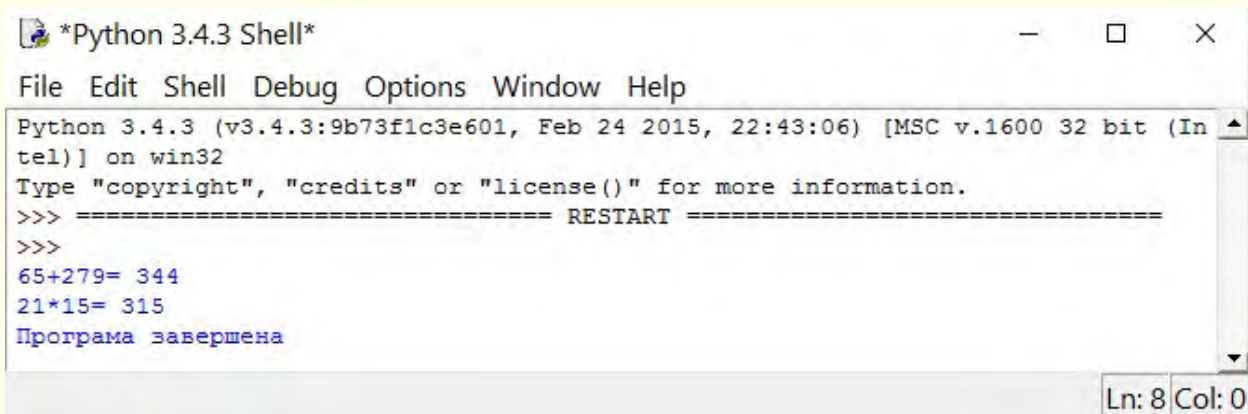 *Python 3.4.3 Shell*
File Edit Shell Debug Options Window Help
Python 3.4.3 (v3.4.3:9b73f1c3e601, Feb 24 2015, 22:43:06) [MSC v.1600 32 bit (In
tel)] on win32
Type "copyright", "credits" or "license()" for more information.
>>> ================================ RESTART ================================
>>>
65+279= 344
21*15= 315
Програма завершена
Ln: 8 Col: 0